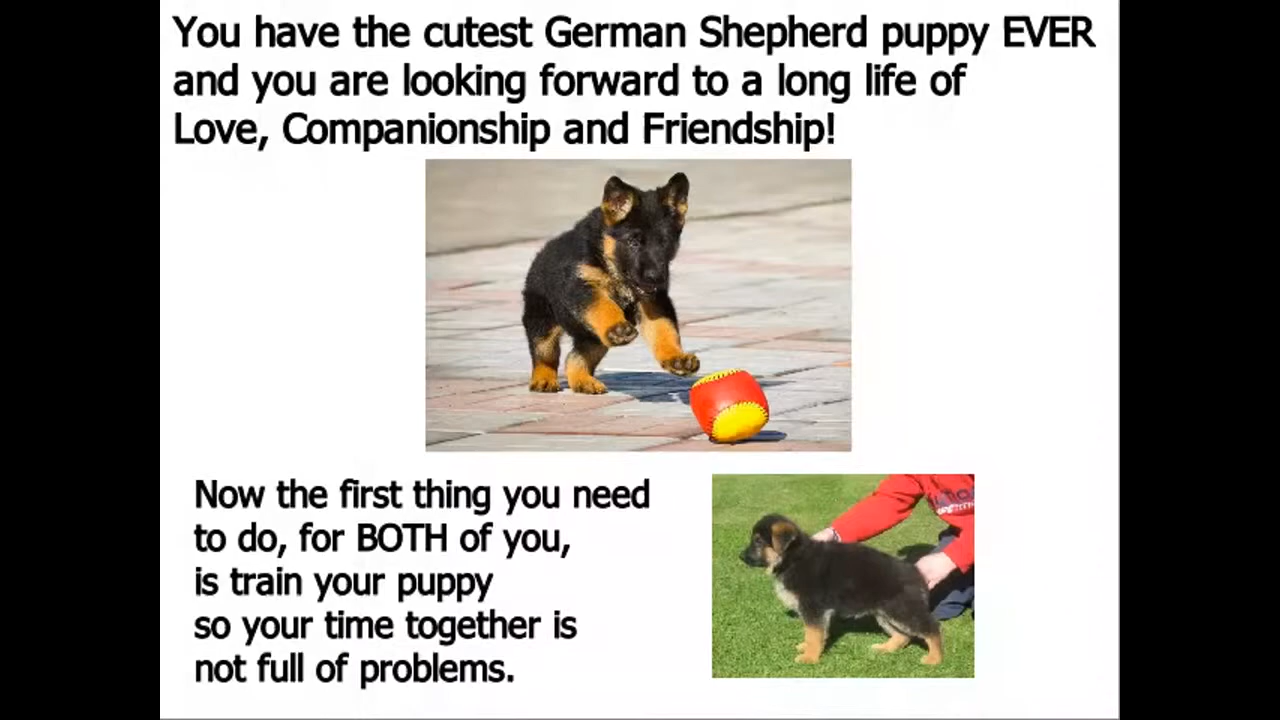 You have the cutest German Shepherd puppy EVER
and you are looking forward to a long life of
Love, Companionship and Friendship!
Now the first thing you need
to do, for BOTH of you,
is train your puppy
so your time together is
not full of problems.